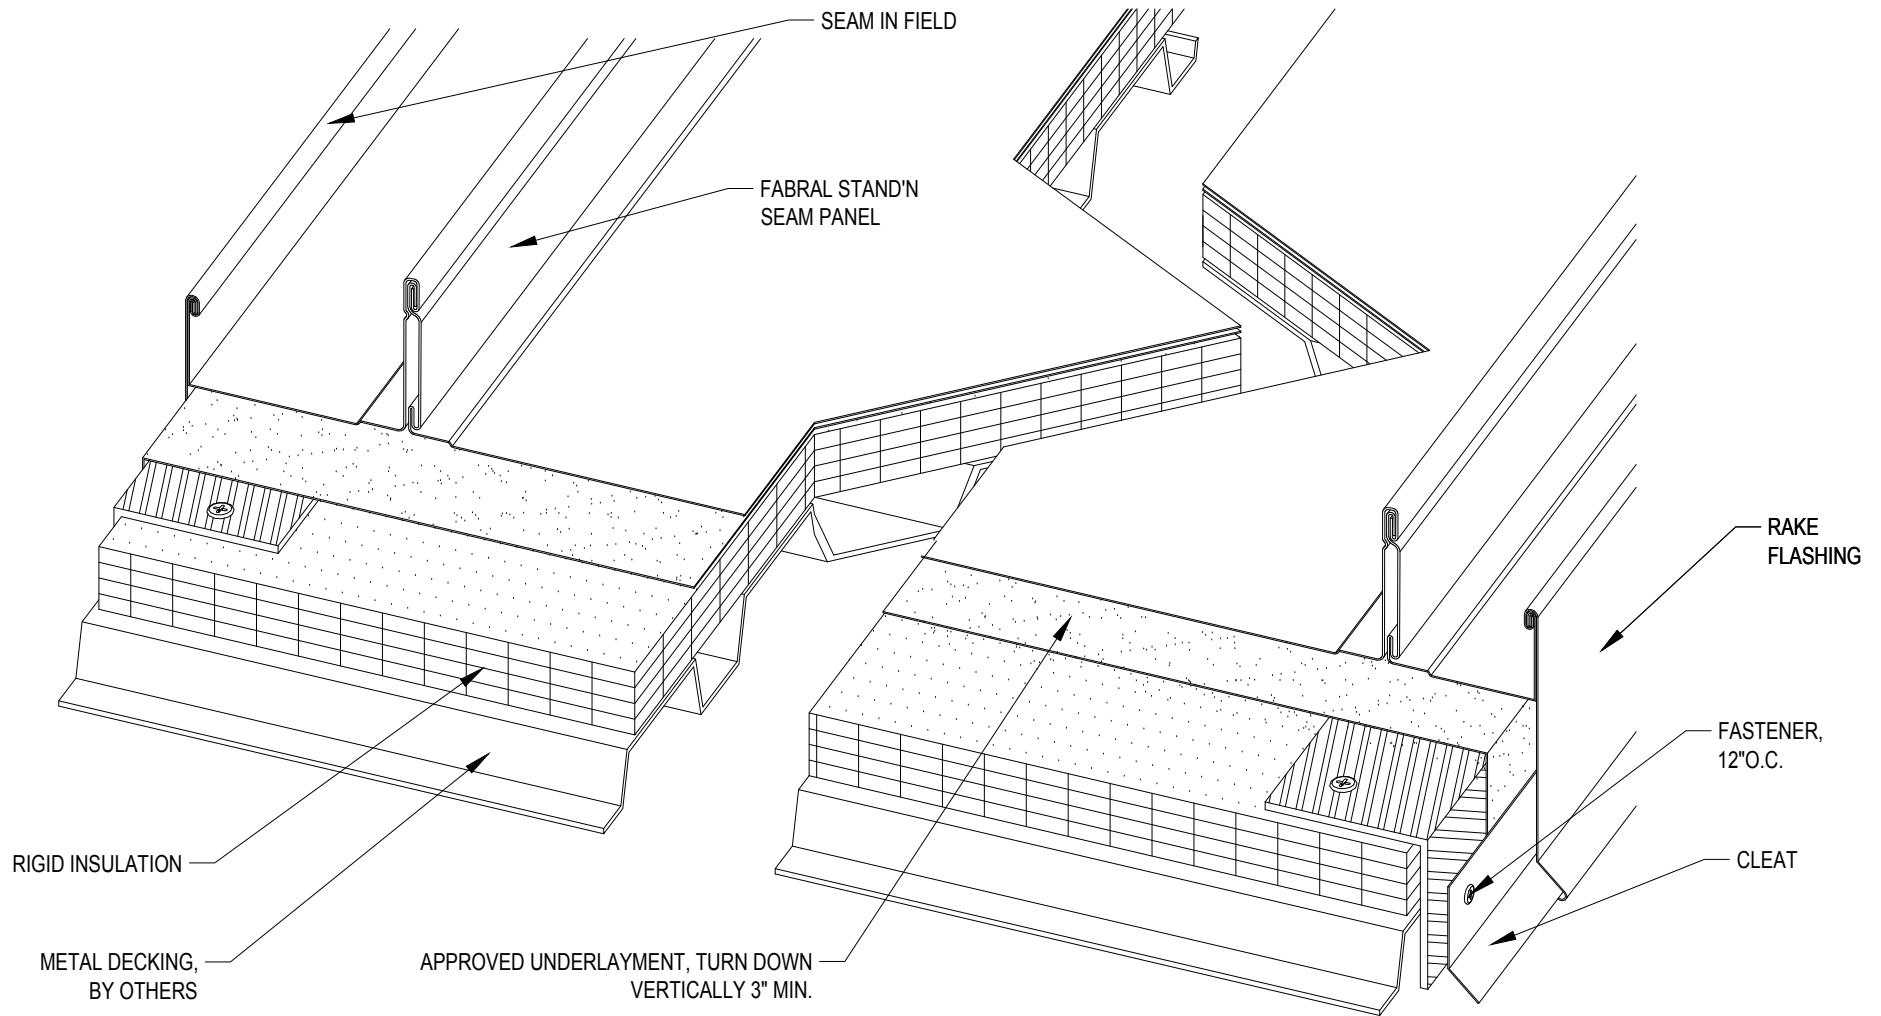 SEAM IN FIELD
FABRAL STAND'N
SEAM PANEL
RAKE
FLASHING
FASTENER,
12"O.C.
CLEAT
RIGID INSULATION
METAL DECKING,
BY OTHERS
APPROVED UNDERLAYMENT, TURN DOWN
VERTICALLY 3" MIN.